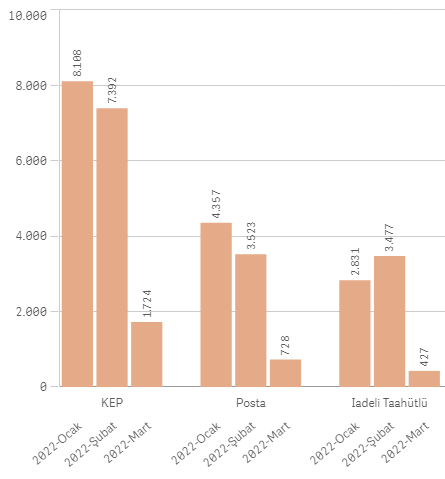 10.000
8.000
6.000
4.000
2.000
0
8.108
7.392
1.724
4.357
3.523
728
2.831
3.477
427
KEP
Posta
İadeli Taahütlü
2022-Ocak
2022-Şubat
2022-Mart
2022-Ocak
2022-Şubat
2022-Mart
2022-Ocak
2022-Şubat
2022-Mart